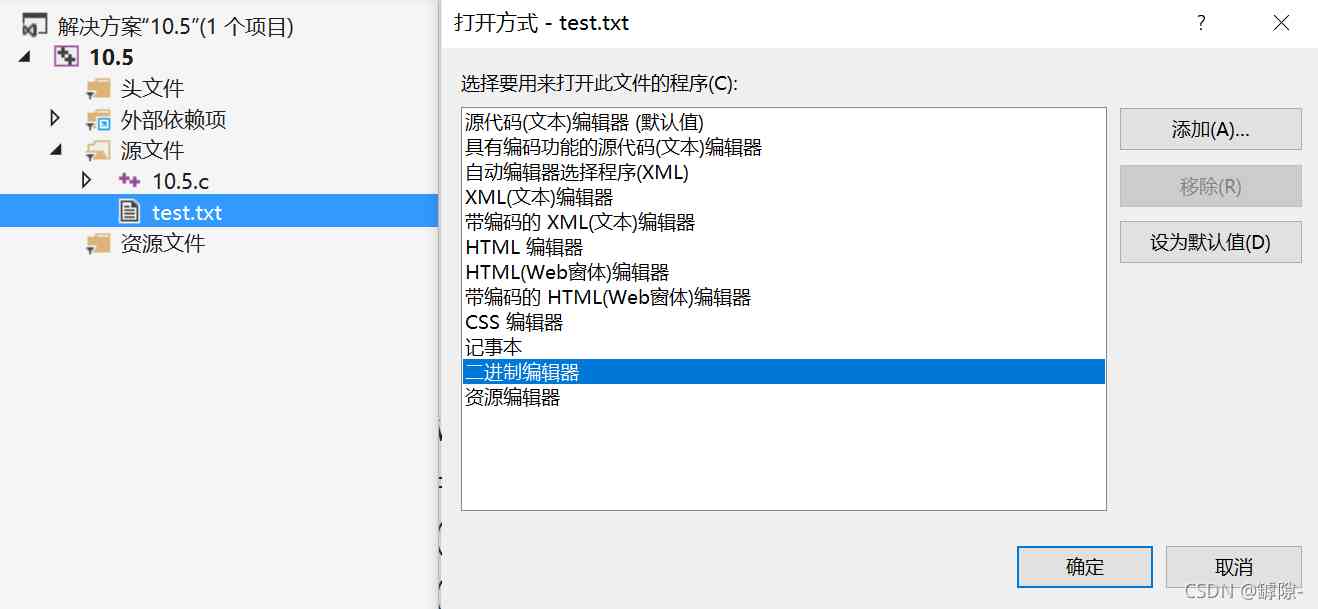 解决方案“10.5”(1 个项目)
10.5
头文件
外部依赖项
源文件
10.5.c
test.txt
资源文件
打开方式 - test.txt
?
选择要用来打开此文件的程序(C):
源代码(文本)编辑器 (默认值)
具有编码功能的源代码(文本)编辑器
自动编辑器选择程序(XML)
XML(文本)编辑器
带编码的 XML(文本)编辑器
HTML 编辑器
HTML(Web窗体)编辑器
带编码的 HTML(Web窗体)编辑器
CSS 编辑器
记事本
二进制编辑器
资源编辑器
添加(A)...
移除(R)
设为默认值(D)
确定
取消
CSDN @罅隙-